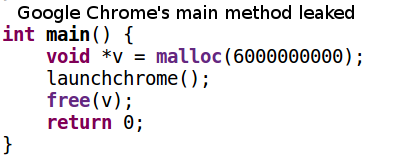 Google Chrome's main method leaked
int main() {
    void *v = malloc(6000000000);
    launchchrome();
    free(v);
    return 0;
}